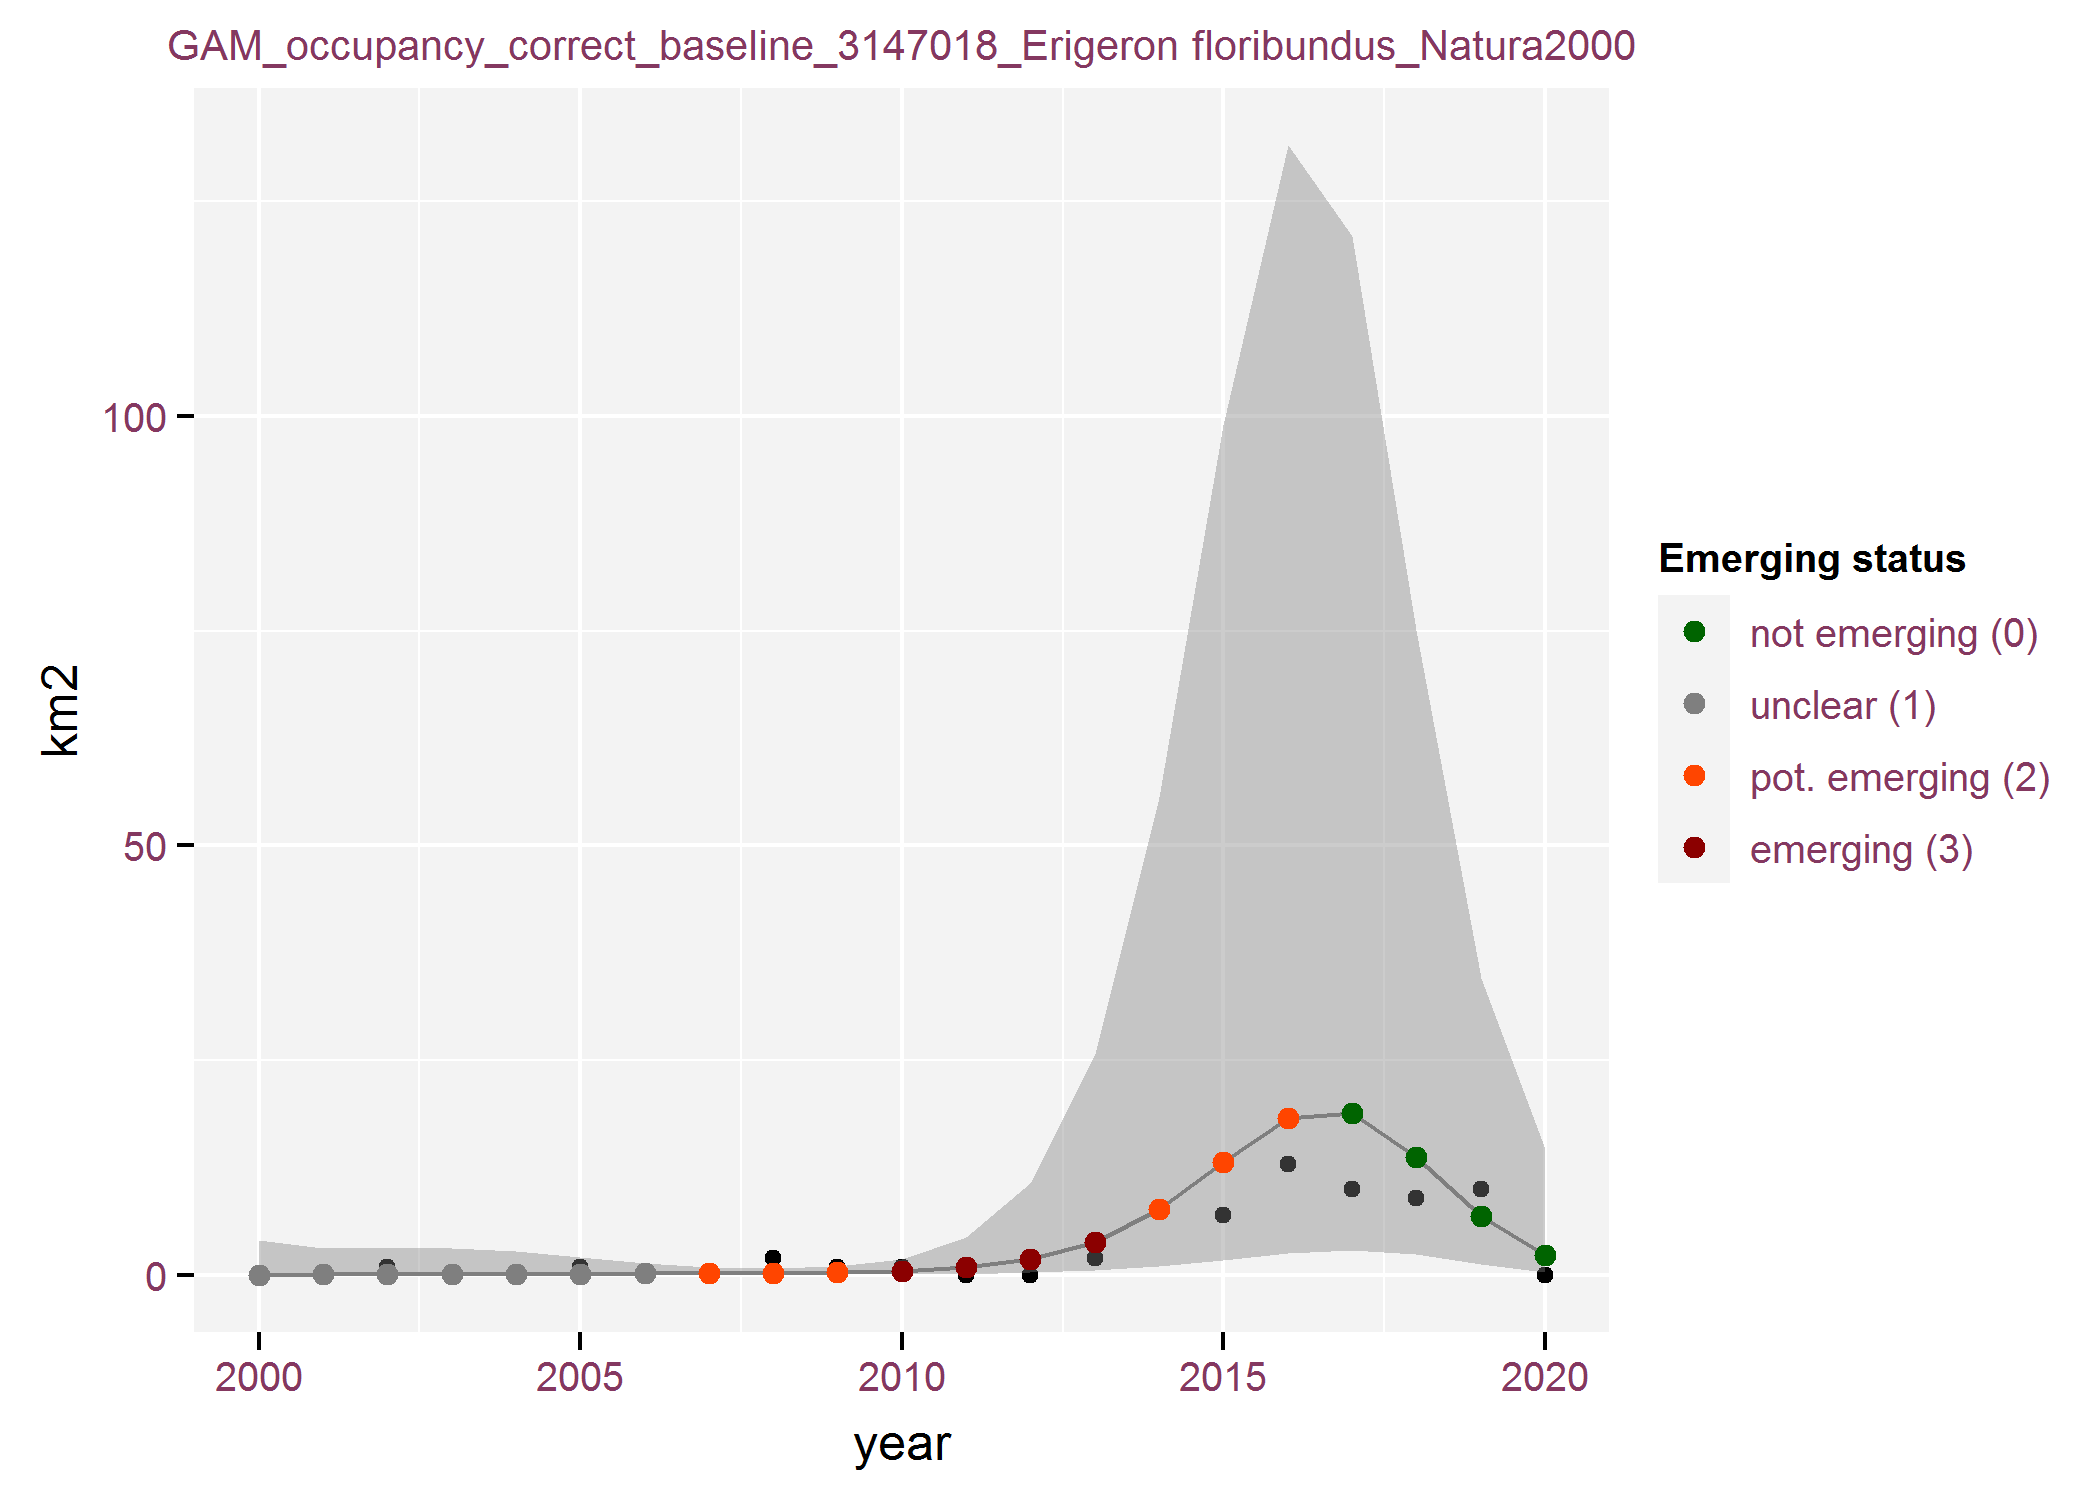 GAM_occupancy_correct_baseline_3147018_Erigeron floribundus_Natura2000
100
50
0
km2
2000
2005
2010
2015
2020
year
Emerging status
not emerging (0)
unclear (1)
pot. emerging (2)
emerging (3)